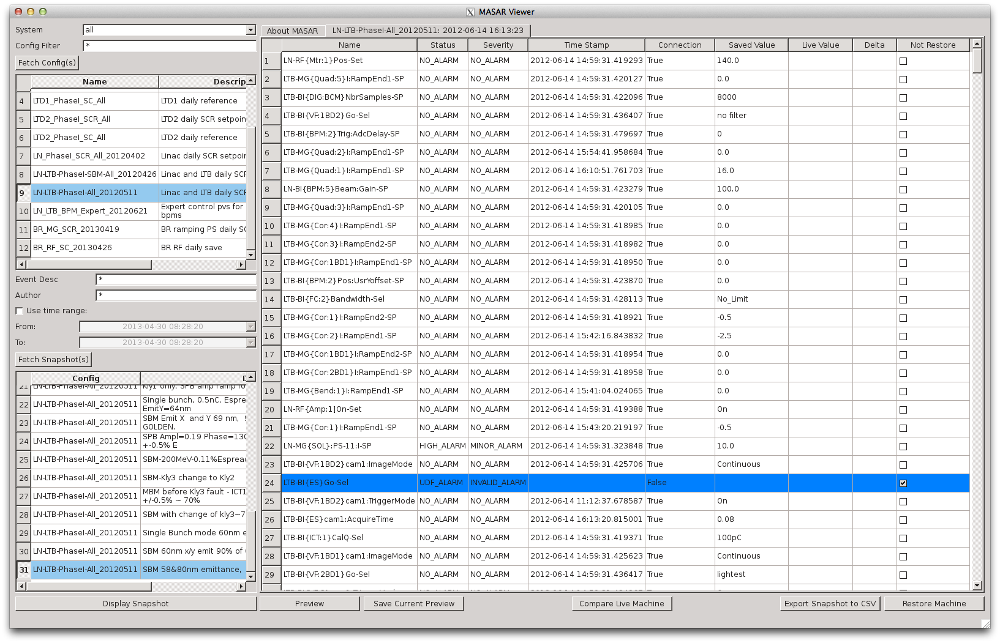 MASAR Viewer
System
all
Config Filter
*
Fetch Config(s)
Name Descrip
4 LTD1_PhaseI_SC_All LTD1 daily reference
5 LTD2_PhaseI_SCR_All LTD2 daily SCR setpoin
6 LTD2_PhaseI_SC_All LTD2 daily reference
7 LN_PhaseI_SCR_All_20120402 Linac daily SCR setpoin
8 LN-LTB-PhaseI-SBM-All_20120426 Linac and LTB daily SCR
9 LN-LTB-PhaseI-All_20120511 Linac and LTB daily SCR
10 LN_LTB_BPM_Expert_20120621 Expert control pvs for
bpms
11 BR_MG_SCR_20130419 BR ramping PS daily SC
12 BR_RF_SC_20130426 BR RF daily save
Event Desc
*
Author
*
Use time range:
From:
2013-04-30 08:28:20
To:
2013-04-30 08:28:20
Fetch Snapshot(s)
Config D
21 LN-LTB-PhaseI-All_20120511 Kly1 only, SPB amp ramp fo
22 LN-LTB-PhaseI-All_20120511 Single bunch, 0.5nC, Espre
EmitY=64nm
23 LN-LTB-PhaseI-All_20120511 SBM Emit X and Y 69 nm, 9
GOLDEN.
24 LN-LTB-PhaseI-All_20120511 SPB Ampl=0.19 Phase=130
+-0.5% E
25 LN-LTB-PhaseI-All_20120511 SBM-200MeV-0.11%Espread
26 LN-LTB-PhaseI-All_20120511 SBM-Kly3 change to Kly2
27 LN-LTB-PhaseI-All_20120511 MBM before Kly3 fault - ICT1
+/-0.5% ~ 70%
28 LN-LTB-PhaseI-All_20120511 SBM with change of kly3~7
29 LN-LTB-PhaseI-All_20120511 Single Bunch mode 60nm e
30 LN-LTB-PhaseI-All_20120511 SBM 60nm x/y emit 90% of
31 LN-LTB-PhaseI-All_20120511 SBM 58&80nm emittance,
Display Snapshot
About MASAR LN-LTB-PhaseI-All_20120511: 2012-06-14 16:13:23
Name Status Severity Time Stamp Connection Saved Value Live Value Delta Not Restore
1 LN-RF{Mtr:1}Pos-Set NO_ALARM NO_ALARM 2012-06-14 14:59:31.419293 True 140.0
2 LTB-MG{Quad:5}I:RampEnd1-SP NO_ALARM NO_ALARM 2012-06-14 14:59:31.420127 True 0.0
3 LTB-BI{DIG:BCM}NbrSamples-SP NO_ALARM NO_ALARM 2012-06-14 14:59:31.422096 True 8000
4 LTB-BI{VF:1BD2}Go-Sel NO_ALARM NO_ALARM 2012-06-14 14:59:31.436407 True no filter
5 LTB-BI{BPM:2}Trig:AdcDelay-SP NO_ALARM NO_ALARM 2012-06-14 14:59:31.479697 True 0
6 LTB-MG{Quad:2}I:RampEnd1-SP NO_ALARM NO_ALARM 2012-06-14 15:54:41.958684 True 0.0
7 LTB-MG{Quad:1}I:RampEnd1-SP NO_ALARM NO_ALARM 2012-06-14 16:10:51.761703 True 16.0
8 LN-BI{BPM:5}Beam:Gain-SP NO_ALARM NO_ALARM 2012-06-14 14:59:31.423279 True 100.0
9 LTB-MG{Quad:3}I:RampEnd1-SP NO_ALARM NO_ALARM 2012-06-14 14:59:31.420105 True 0.0
10 LTB-MG{Cor:4}I:RampEnd1-SP NO_ALARM NO_ALARM 2012-06-14 14:59:31.418985 True 0.0
11 LTB-MG{Cor:3}I:RampEnd2-SP NO_ALARM NO_ALARM 2012-06-14 14:59:31.418982 True 0.0
12 LTB-MG{Cor:1BD1}I:RampEnd1-SP NO_ALARM NO_ALARM 2012-06-14 14:59:31.418950 True 0.0
13 LTB-BI{BPM:2}Pos:UsrYoffset-SP NO_ALARM NO_ALARM 2012-06-14 14:59:31.423870 True 0.0
14 LTB-BI{FC:2}Bandwidth-Sel NO_ALARM NO_ALARM 2012-06-14 14:59:31.428113 True No_Limit
15 LTB-MG{Cor:1}I:RampEnd2-SP NO_ALARM NO_ALARM 2012-06-14 14:59:31.418921 True -0.5
16 LTB-MG{Cor:2}I:RampEnd1-SP NO_ALARM NO_ALARM 2012-06-14 15:42:16.843832 True -2.5
17 LTB-MG{Cor:1BD1}I:RampEnd2-SP NO_ALARM NO_ALARM 2012-06-14 14:59:31.418954 True 0.0
18 LTB-MG{Cor:2BD1}I:RampEnd1-SP NO_ALARM NO_ALARM 2012-06-14 14:59:31.418958 True 0.0
19 LTB-MG{Bend:1}I:RampEnd1-SP NO_ALARM NO_ALARM 2012-06-14 15:41:04.024065 True 0.0
20 LN-RF{Amp:1]On-Set NO_ALARM NO_ALARM 2012-06-14 14:59:31.419388 True On
21 LTB-MG{Cor:1}I:RampEnd1-SP NO_ALARM NO_ALARM 2012-06-14 15:43:20.219197 True -0.5
22 LN-MG{SOL}:PS-11:I-SP HIGH_ALARM MINOR_ALARM 2012-06-14 14:59:31.323848 True 10.0
23 LTB-BI{VF:1BD2}cam1:ImageMode NO_ALARM NO_ALARM 2012-06-14 14:59:31.425706 True Continuous
24 LTB-BI{ES}Go-Sel UDF_ALARM INVALID_ALARM False
25 LTB-BI{VF:1BD2}cam1:TriggerMode NO_ALARM NO_ALARM 2012-06-14 11:12:37.678587 True On
26 LTB-BI{ES}cam1:AcquireTime NO_ALARM NO_ALARM 2012-06-14 16:13:20.815001 True 0.08
27 LTB-BI{ICT:1}CalQ-Sel NO_ALARM NO_ALARM 2012-06-14 14:59:31.419371 True 100pC
28 LTB-BI{VF:1BD1}cam1:ImageMode NO_ALARM NO_ALARM 2012-06-14 14:59:31.425623 True Continuous
29 LTB-BI{VF:2BD1}Go-Sel NO_ALARM NO_ALARM 2012-06-14 14:59:31.436417 True lightest
Preview Save Current Preview Compare Live Machine Export Snapshot to CSV Restore Machine